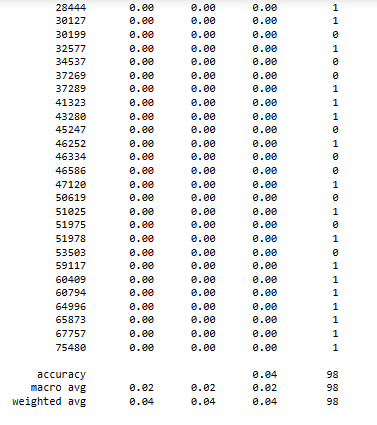 28444 0.00 0.00 0.00 1
30127 0.00 0.00 0.00 1
30199 0.00 0.00 0.00 0
32577 0.00 0.00 0.00 1
34537 0.00 0.00 0.00 0
37269 0.00 0.00 0.00 0
37289 0.00 0.00 0.00 1
41323 0.00 0.00 0.00 1
43280 0.00 0.00 0.00 1
45247 0.00 0.00 0.00 0
46252 0.00 0.00 0.00 1
46334 0.00 0.00 0.00 0
46586 0.00 0.00 0.00 0
47120 0.00 0.00 0.00 1
50619 0.00 0.00 0.00 0
51025 0.00 0.00 0.00 1
51975 0.00 0.00 0.00 0
51978 0.00 0.00 0.00 1
53503 0.00 0.00 0.00 0
59117 0.00 0.00 0.00 1
60409 0.00 0.00 0.00 1
60794 0.00 0.00 0.00 1
64996 0.00 0.00 0.00 1
65873 0.00 0.00 0.00 1
67757 0.00 0.00 0.00 1
75480 0.00 0.00 0.00 1
accuracy 0.04 98
macro avg 0.02 0.02 0.02 98
weighted avg 0.04 0.04 0.04 98